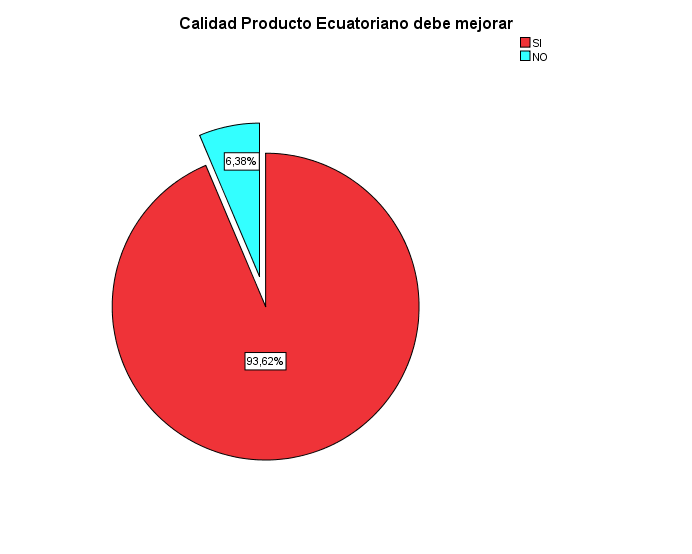 Calidad Producto Ecuatoriano debe mejorar
SI
NO
6,38%
93,62%